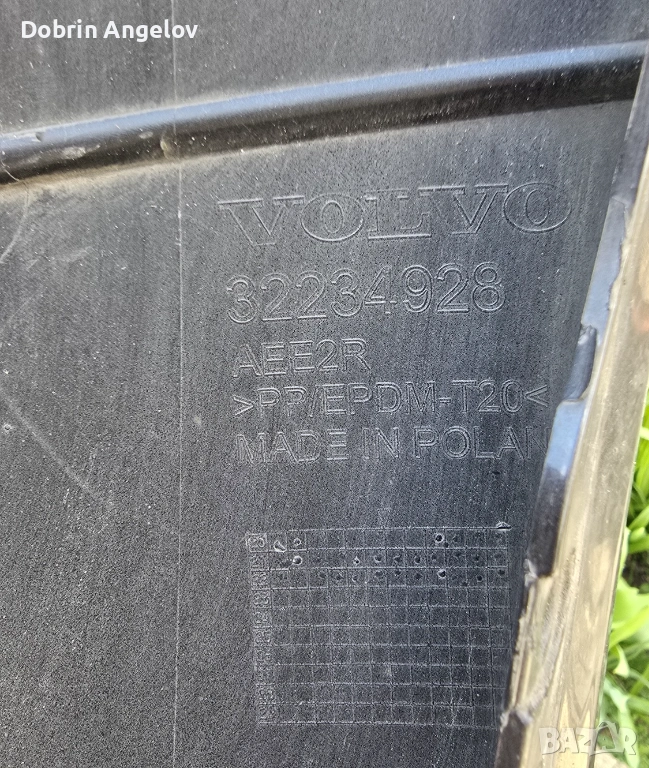 Dobrin Angelov
VOLVO
32234928
AEE2R
>PP/EPDM-T20<
MADE IN POLAN
BAZAR